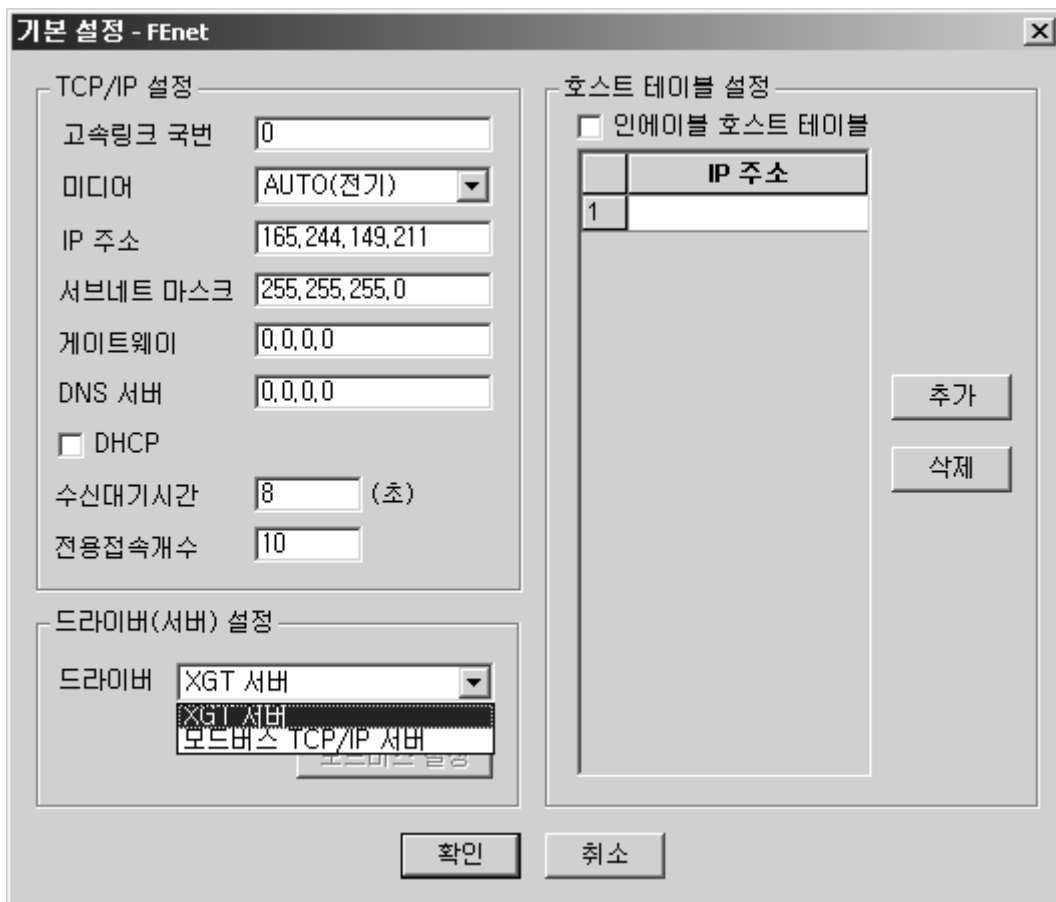 기본 설정 - FEnet
TCP/IP 설정
고속링크 국번 0
미디어 AUTO(전기)
IP 주소 165,244,149,211
서브네트 마스크 255,255,255,0
게이트웨이 0,0,0,0
DNS 서버 0,0,0,0
DHCP
수신대기시간 8 (초)
전용접속개수 10
드라이버(서버) 설정
드라이버 XGT 서버
XGT 서버
모드버스 TCP/IP 서버
모드버스 설정
호스트 테이블 설정
인에이블 호스트 테이블
IP 주소
1
추가
삭제
확인 취소